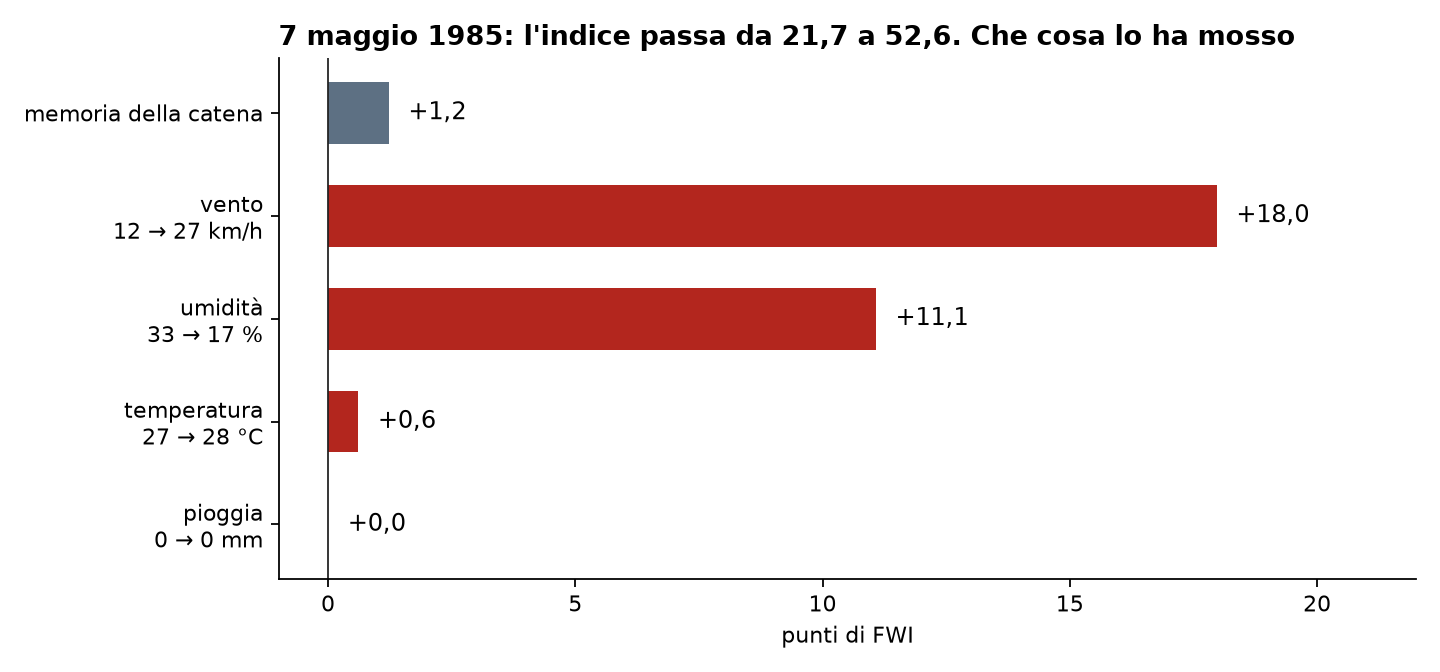 7 maggio 1985: l'indice passa da 21,7 a 52,6. Che cosa lo ha mosso
memoria della catena
+1,2
vento
12 → 27 km/h
+18,0
umidità
33 → 17 %
+11,1
temperatura
27 → 28 °C
+0,6
pioggia
0 → 0 mm
+0,0
0 5 10 15 20
punti di FWI